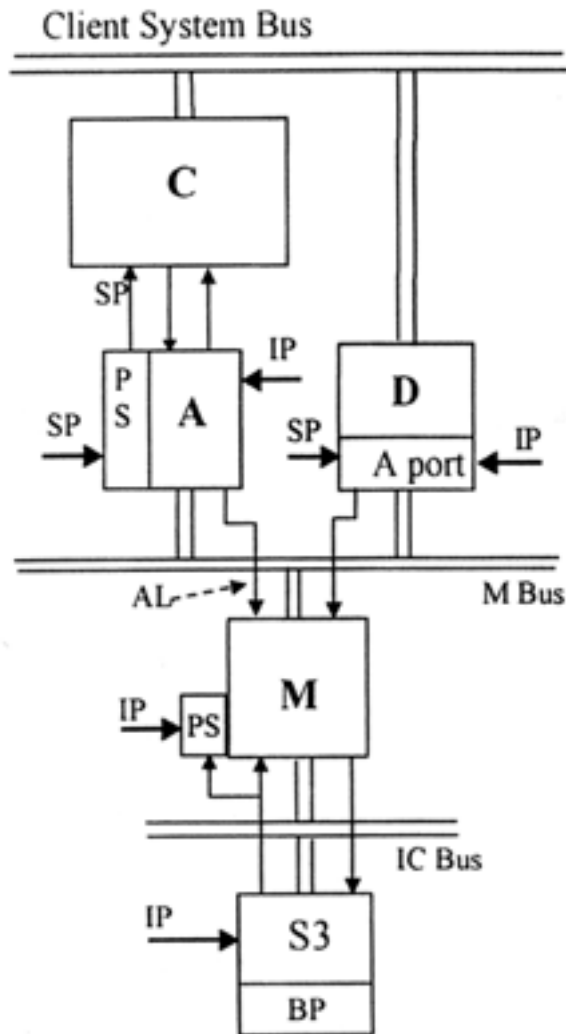 Client System Bus
C
SP
P
S
A
IP
SP
D
SP
A port
IP
AL
M Bus
M
IP
PS
IC Bus
IP
S3
BP